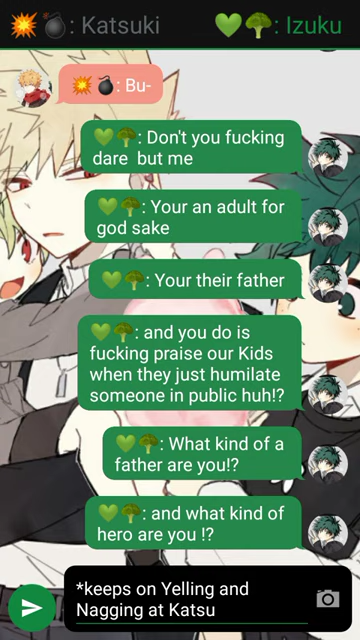 💥💣: Katsuki
💚🥦: Izuku
💥💣: Bu-
💚🥦: Don't you fucking
dare but me
💚🥦: Your an adult for
god sake
💚🥦: Your their father
💚🥦: and you do is
fucking praise our Kids
when they just humilate
someone in public huh!?
💚🥦: What kind of a
father are you!?
💚🥦: and what kind of
hero are you !?
*keeps on Yelling and
Nagging at Katsu